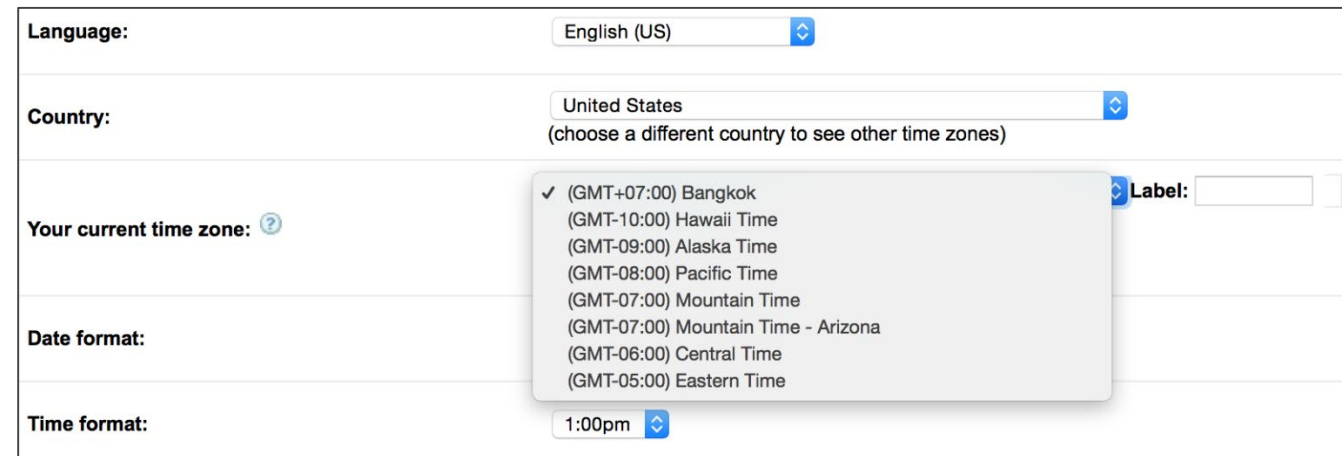 Language:
English (US)
Country:
United States
(choose a different country to see other time zones)
Your current time zone:
?
✓ (GMT+07:00) Bangkok
(GMT-10:00) Hawaii Time
(GMT-09:00) Alaska Time
(GMT-08:00) Pacific Time
(GMT-07:00) Mountain Time
(GMT-07:00) Mountain Time - Arizona
(GMT-06:00) Central Time
(GMT-05:00) Eastern Time
Label:
Date format:
Time format:
1:00pm